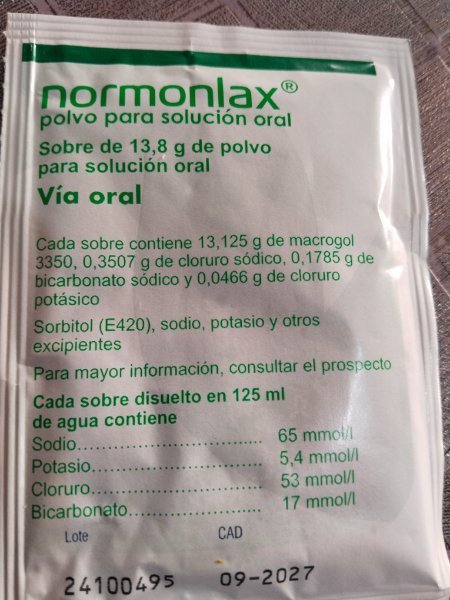 normonlax®
polvo para solución oral
Sobre de 13,8 g de polvo
para solución oral
Vía oral
Cada sobre contiene 13,125 g de macrogol
3350, 0,3507 g de cloruro sódico, 0,1785 g de
bicarbonato sódico y 0,0466 g de cloruro
potásico
Sorbitol (E420), sodio, potasio y otros
excipientes
Para mayor información, consultar el prospecto
Cada sobre disuelto en 125 ml
de agua contiene
Sodio............................... 65 mmol/l
Potasio............................. 5,4 mmol/l
Cloruro............................. 53 mmol/l
Bicarbonato...................... 17 mmol/l
Lote CAD
24100495 09-2027